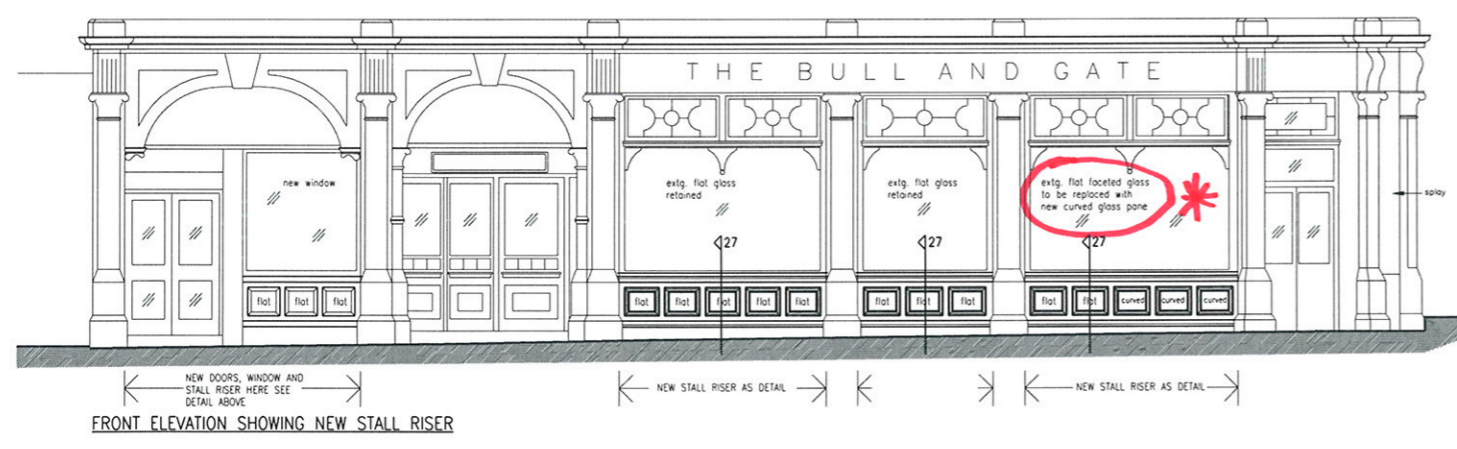 THE BULL AND GATE
new window
extg. flat glass
retained
extg. flat glass
retained
extg. flat faceted glass
to be replaced with
new curved glass pane
splay
27
27
27
flat flat flat
flat flat flat flat flat
flat flat flat
flat flat curved curved curved
NEW DOORS, WINDOW AND
STALL RISER HERE SEE
DETAIL ABOVE
NEW STALL RISER AS DETAIL
NEW STALL RISER AS DETAIL
FRONT ELEVATION SHOWING NEW STALL RISER